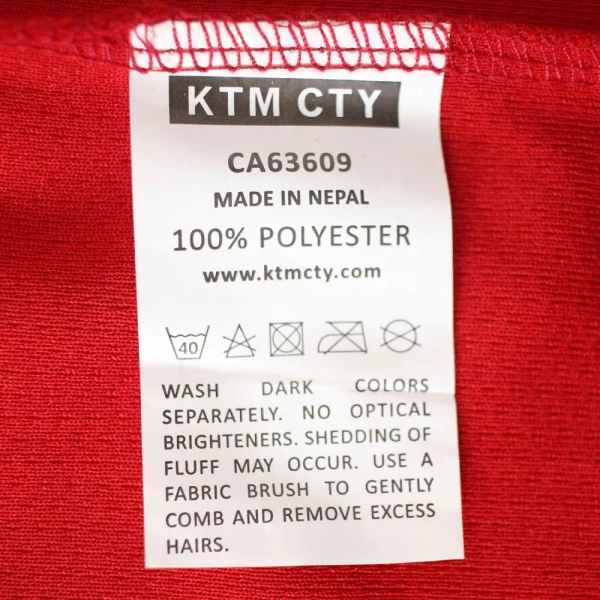 KTM CTY
CA63609
MADE IN NEPAL
100% POLYESTER
www.ktmcty.com
40
WASH DARK COLORS
SEPARATELY. NO OPTICAL
BRIGHTENERS. SHEDDING OF
FLUFF MAY OCCUR. USE A
FABRIC BRUSH TO GENTLY
COMB AND REMOVE EXCESS
HAIRS.